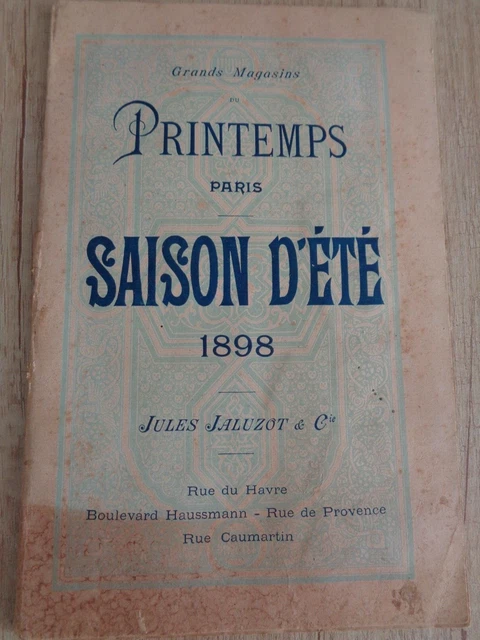 Grands Magasins
DU
PRINTEMPS
PARIS
SAISON D'ÉTÉ
1898
JULES JALUZOT & Cie
Rue du Havre
Boulevard Haussmann - Rue de Provence
Rue Caumartin